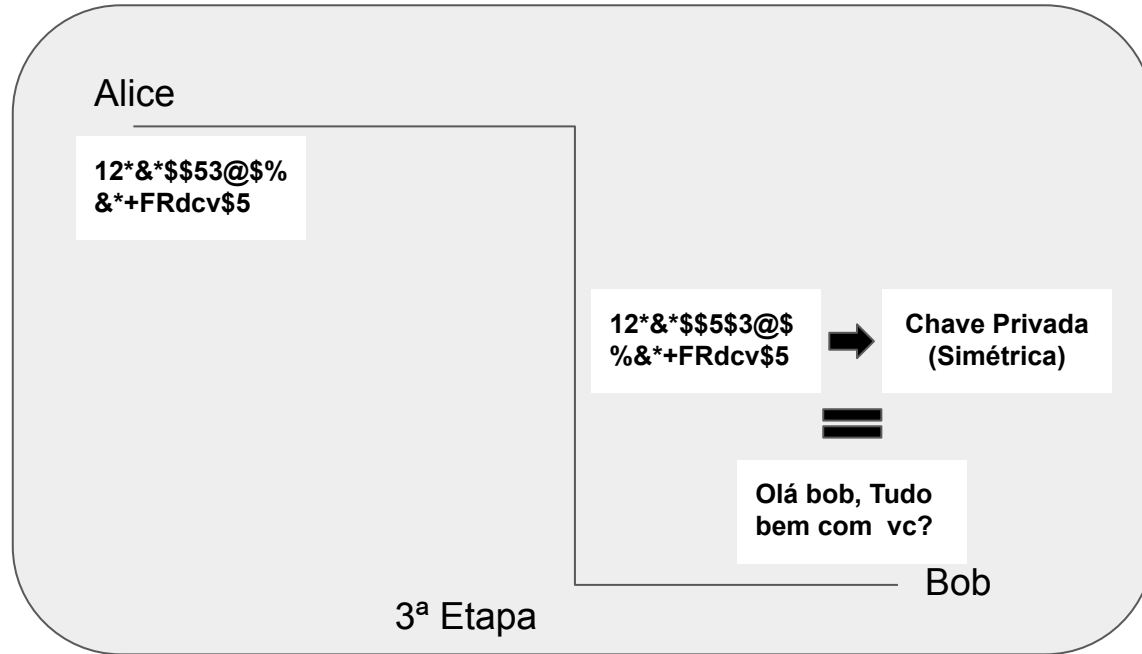 Alice
12*&*$$53@$%
&*+FRdcv$5
12*&*$$5$3@$
%&*+FRdcv$5
Chave Privada
(Simétrica)
Olá bob, Tudo
bem com  vc?
Bob
3ª Etapa